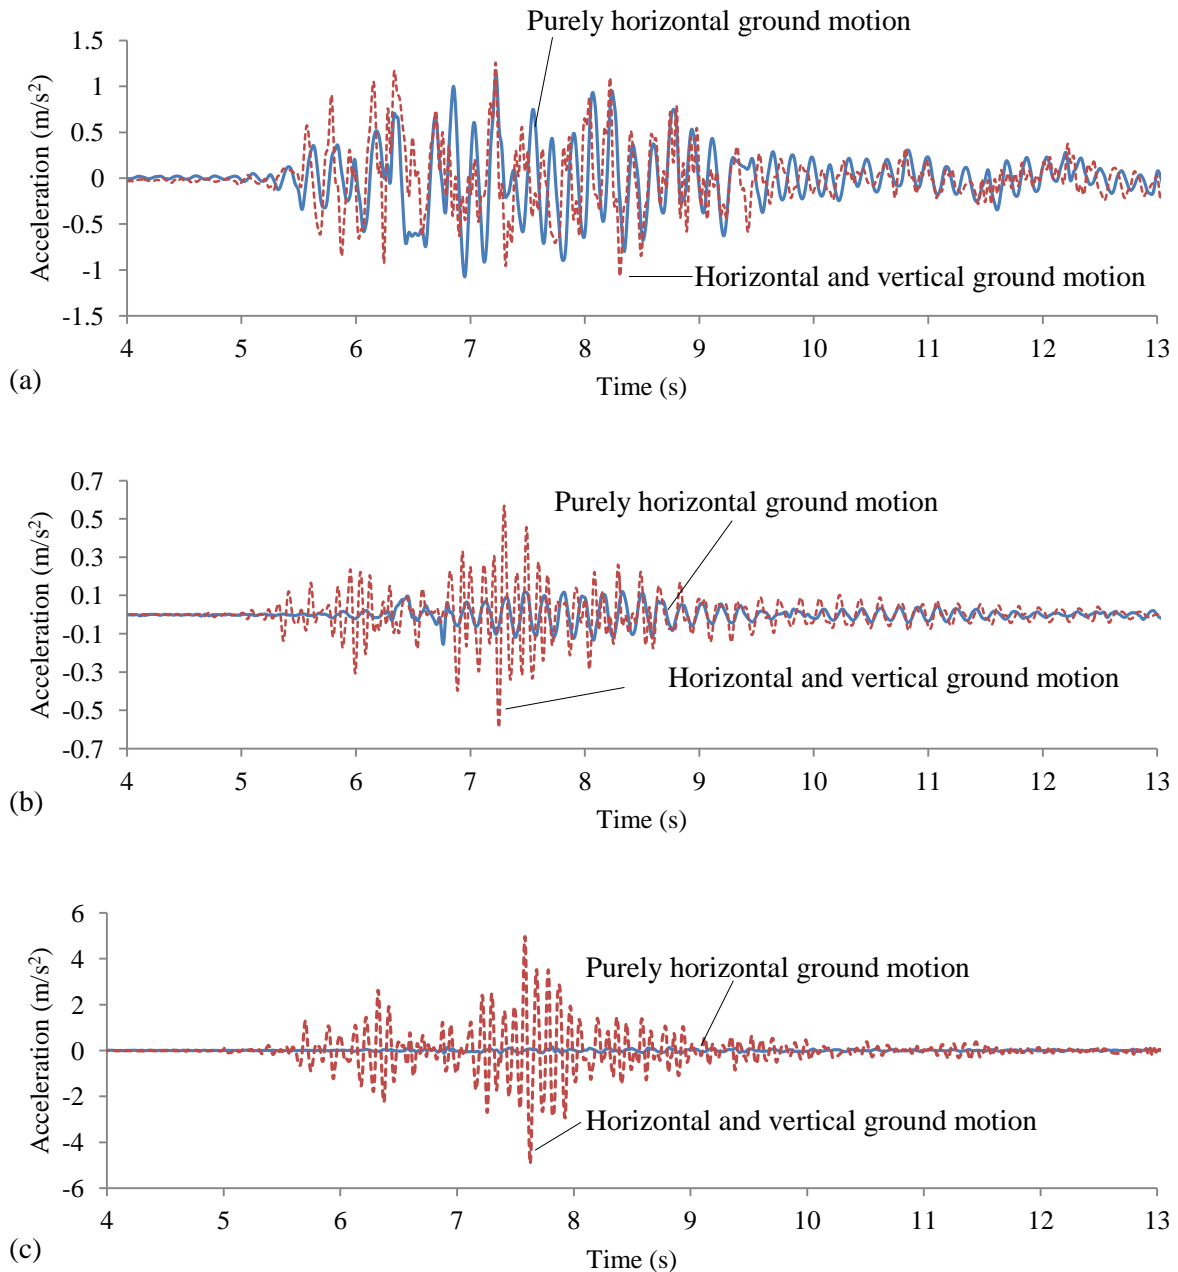 Purely horizontal ground motion
1.5
1
0.5
0
-0.5
-1
-1.5
Acceleration (m/s²)
Horizontal and vertical ground motion
4 5 6 7 8 9 10 11 12 13
Time (s)
(a)
0.7
0.5
0.3
0.1
-0.1
-0.3
-0.5
-0.7
Acceleration (m/s²)
Purely horizontal ground motion
Horizontal and vertical ground motion
4 5 6 7 8 9 10 11 12 13
Time (s)
(b)
6
4
2
0
-2
-4
-6
Acceleration (m/s²)
Purely horizontal ground motion
Horizontal and vertical ground motion
4 5 6 7 8 9 10 11 12 13
Time (s)
(c)